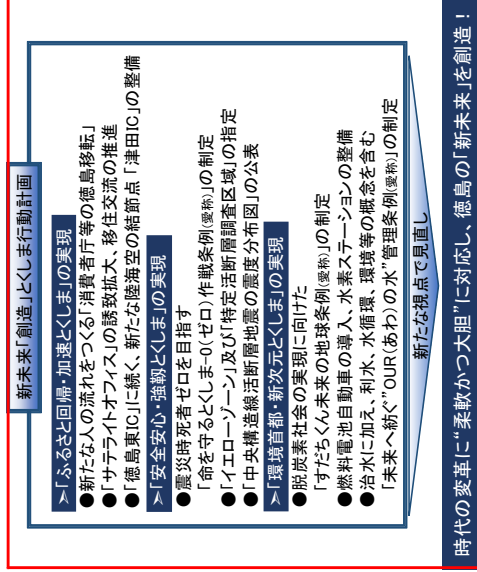 新未来「創造」とくしま行動計画
➢「ふるさと回帰・加速とくしま」の実現
●新たな人の流れをつくる「消費者庁等の徳島移転」
●「サテライトオフィス」の誘致拡大、移住交流の推進
●「徳島東IC」に続く、新たな陸海空の結節点「津田IC」の整備
➢「安全安心・強靱とくしま」の実現
●震災時死者ゼロを目指す
「命を守るとくしま-0(ゼロ)作戦条例(愛称)」の制定
●「イエローゾーン」及び「特定活断層調査区域」の指定
●「中央構造線活断層地震の震度分布図」の公表
➢「環境首都・新次元とくしま」の実現
●脱炭素社会の実現に向けた
「すだちくん未来の地球条例(愛称)」の制定
●燃料電池自動車の導入、水素ステーションの整備
●治水に加え、利水、水循環、環境等の概念を含む
「未来へ紡ぐ"OUR(あわ)の水"管理条例(愛称)」の制定
新たな視点で見直し
時代の変革に"柔軟かつ大胆"に対応し、徳島の「新未来」を創造!